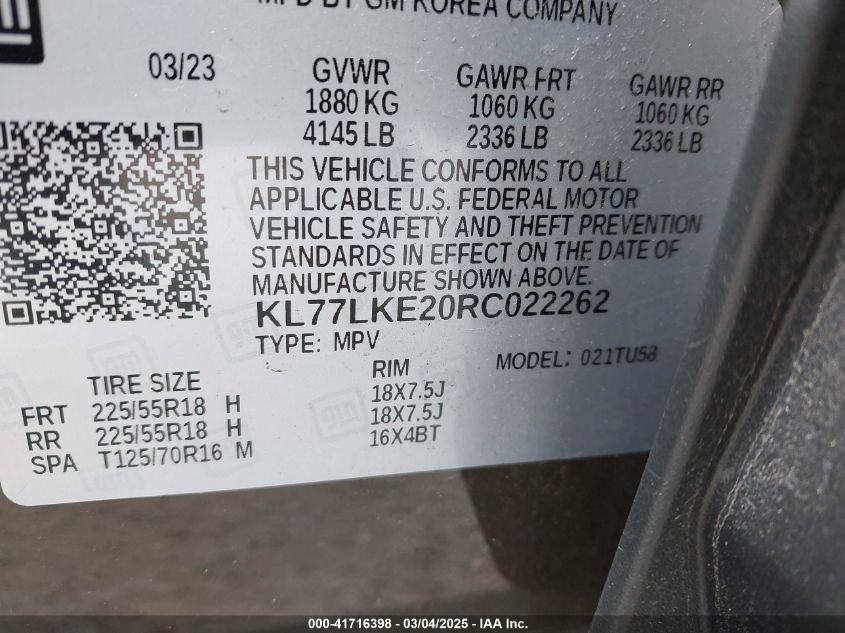 MFD BY GM KOREA COMPANY
gm
03/23
GVWR GAWR FRT GAWR RR
1880 KG 1060 KG 1060 KG
4145 LB 2336 LB 2336 LB
THIS VEHICLE CONFORMS TO ALL
APPLICABLE U.S. FEDERAL MOTOR
VEHICLE SAFETY AND THEFT PREVENTION
STANDARDS IN EFFECT ON THE DATE OF
MANUFACTURE SHOWN ABOVE.
KL77LKE20RC022262
TYPE: MPV MODEL: 021TU58
TIRE SIZE RIM
FRT 225/55R18 H 18X7.5J
RR 225/55R18 H 18X7.5J
SPA T125/70R16 M 16X4BT
000-41716398 - 03/04/2025 - IAA Inc.